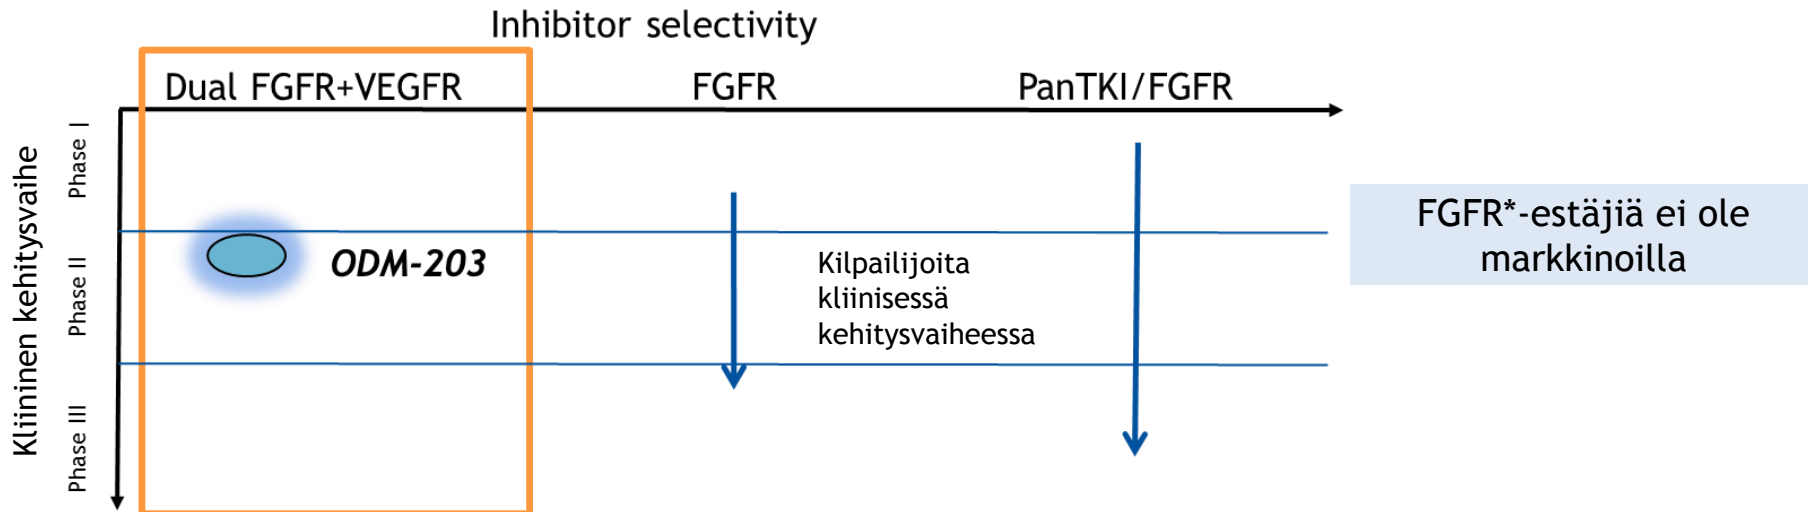 Inhibitor selectivity
Dual FGFR+VEGFR
FGFR
PanTKI/FGFR
Kliininen kehitysvaihe
Phase I
Phase II
Phase III
ODM-203
Kilpailijoita
kliinisessä
kehitysvaiheessa
FGFR*-estäjiä ei ole
markkinoilla